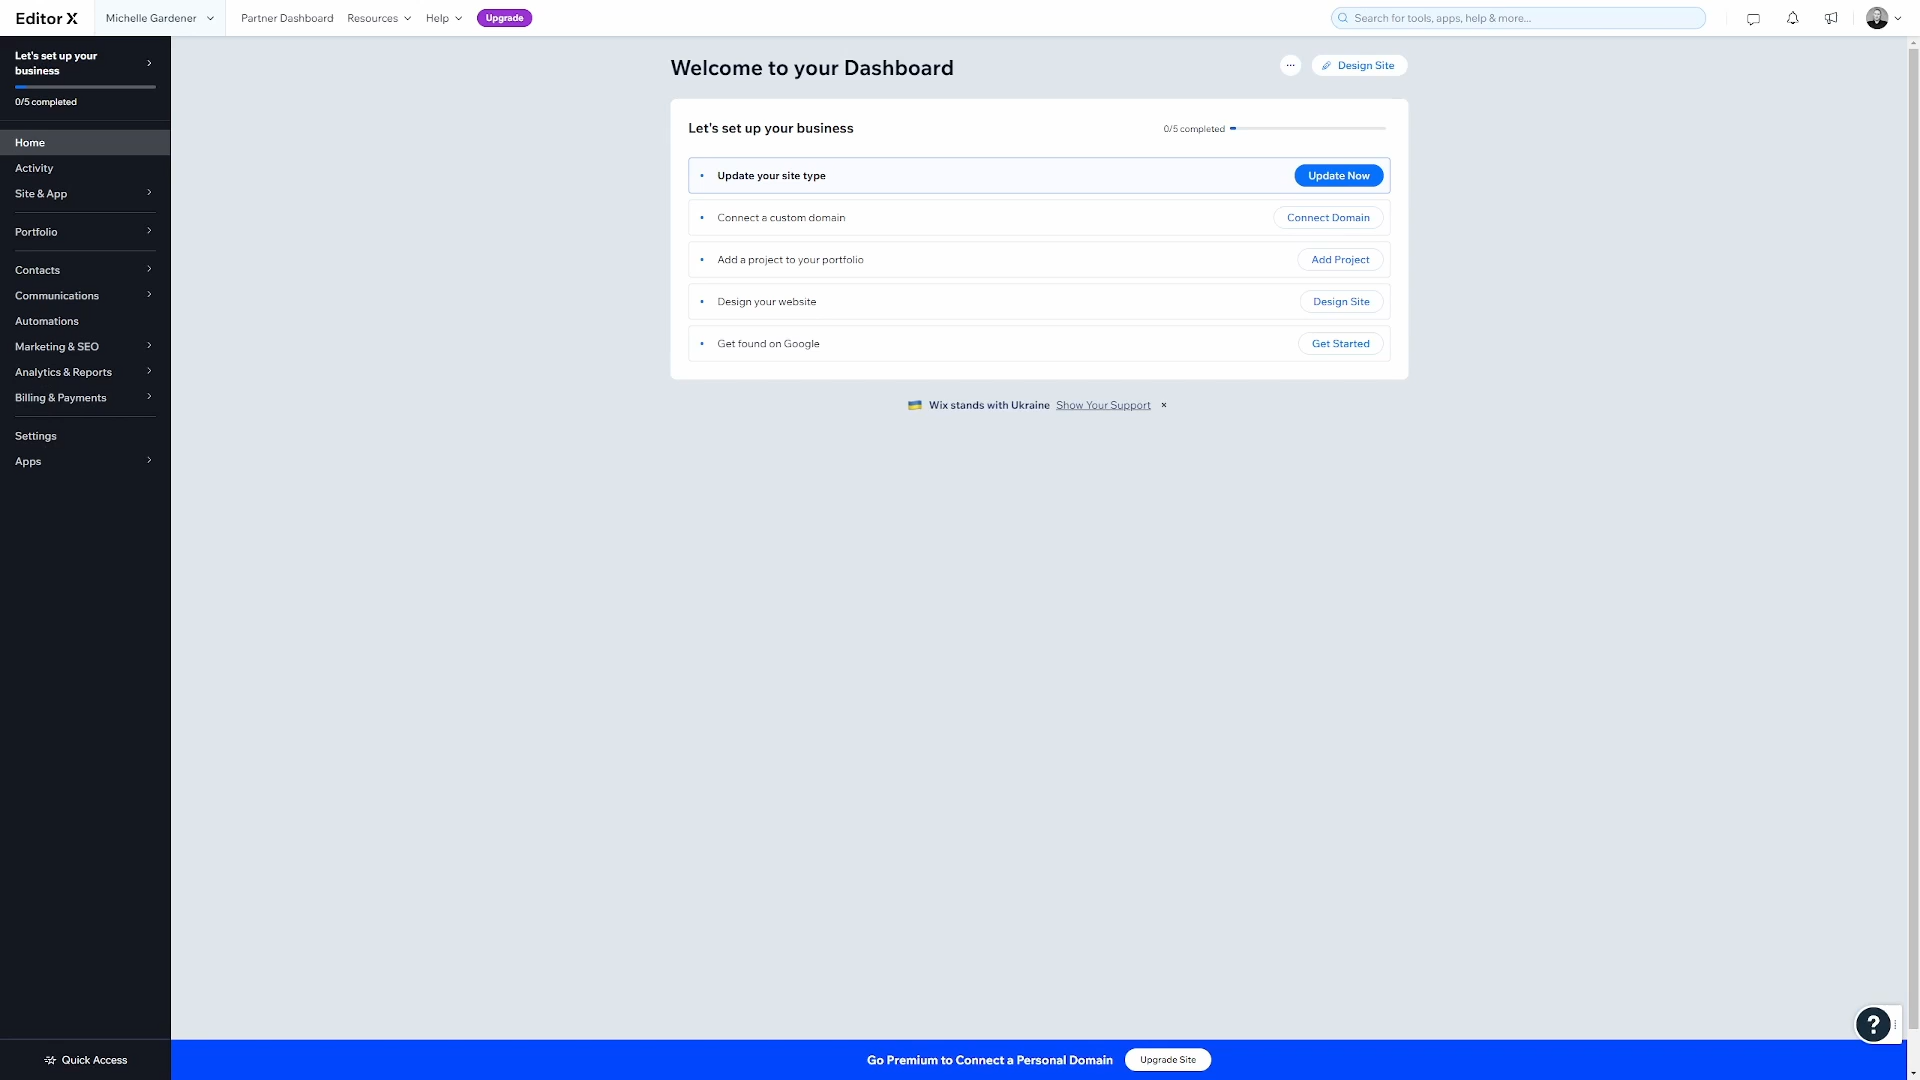 Editor X
Michelle Gardener
Partner Dashboard
Resources
Help
Upgrade
Search for tools, apps, help & more...
Let's set up your
business
0/5 completed
Home
Activity
Site & App
Portfolio
Contacts
Communications
Automations
Marketing & SEO
Analytics & Reports
Billing & Payments
Settings
Apps
Quick Access
Welcome to your Dashboard
...
Design Site
Let's set up your business
0/5 completed
Update your site type
Update Now
Connect a custom domain
Connect Domain
Add a project to your portfolio
Add Project
Design your website
Design Site
Get found on Google
Get Started
Wix stands with Ukraine Show Your Support ×
?
Go Premium to Connect a Personal Domain
Upgrade Site